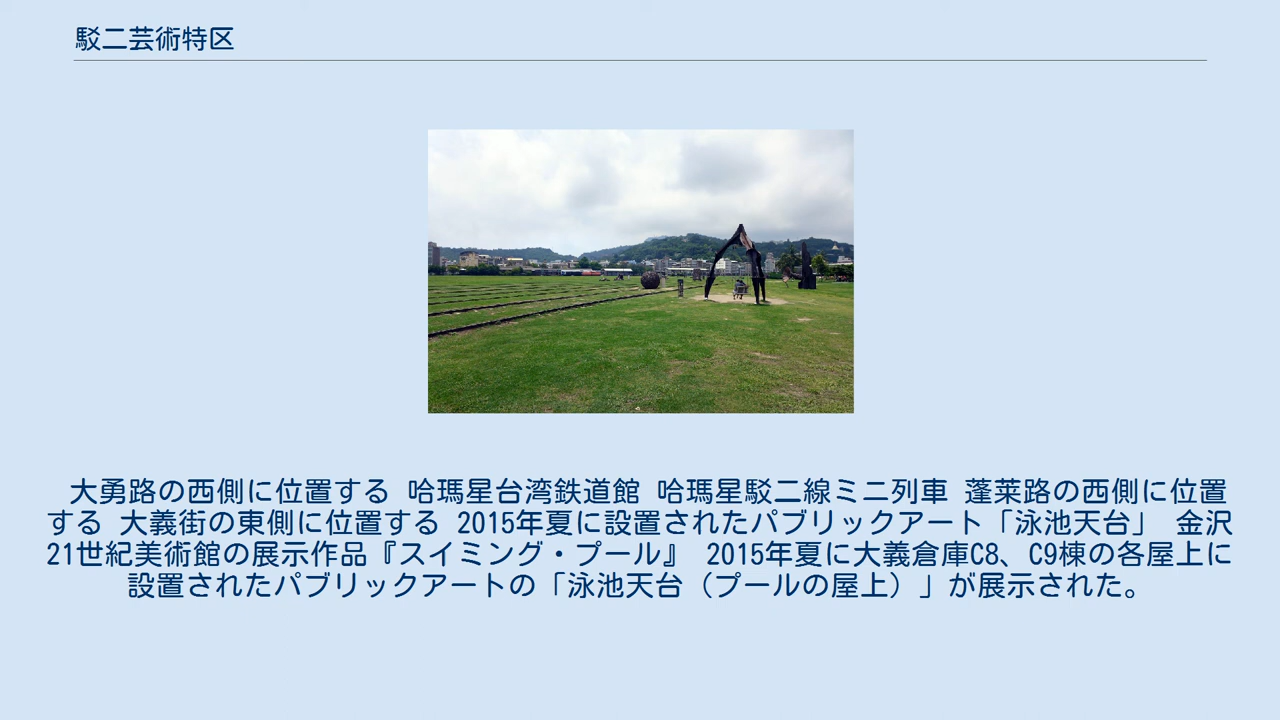 駁二芸術特区
大勇路の西側に位置する 哈瑪星台湾鉄道館 哈瑪星駁二線ミニ列車 蓬莱路の西側に位置
する 大義街の東側に位置する 2015年夏に設置されたパブリックアート「泳池天台」 金沢
21世紀美術館の展示作品『スイミング・プール』 2015年夏に大義倉庫C8、C9棟の各屋上に
設置されたパブリックアートの「泳池天台（プールの屋上）」が展示された。